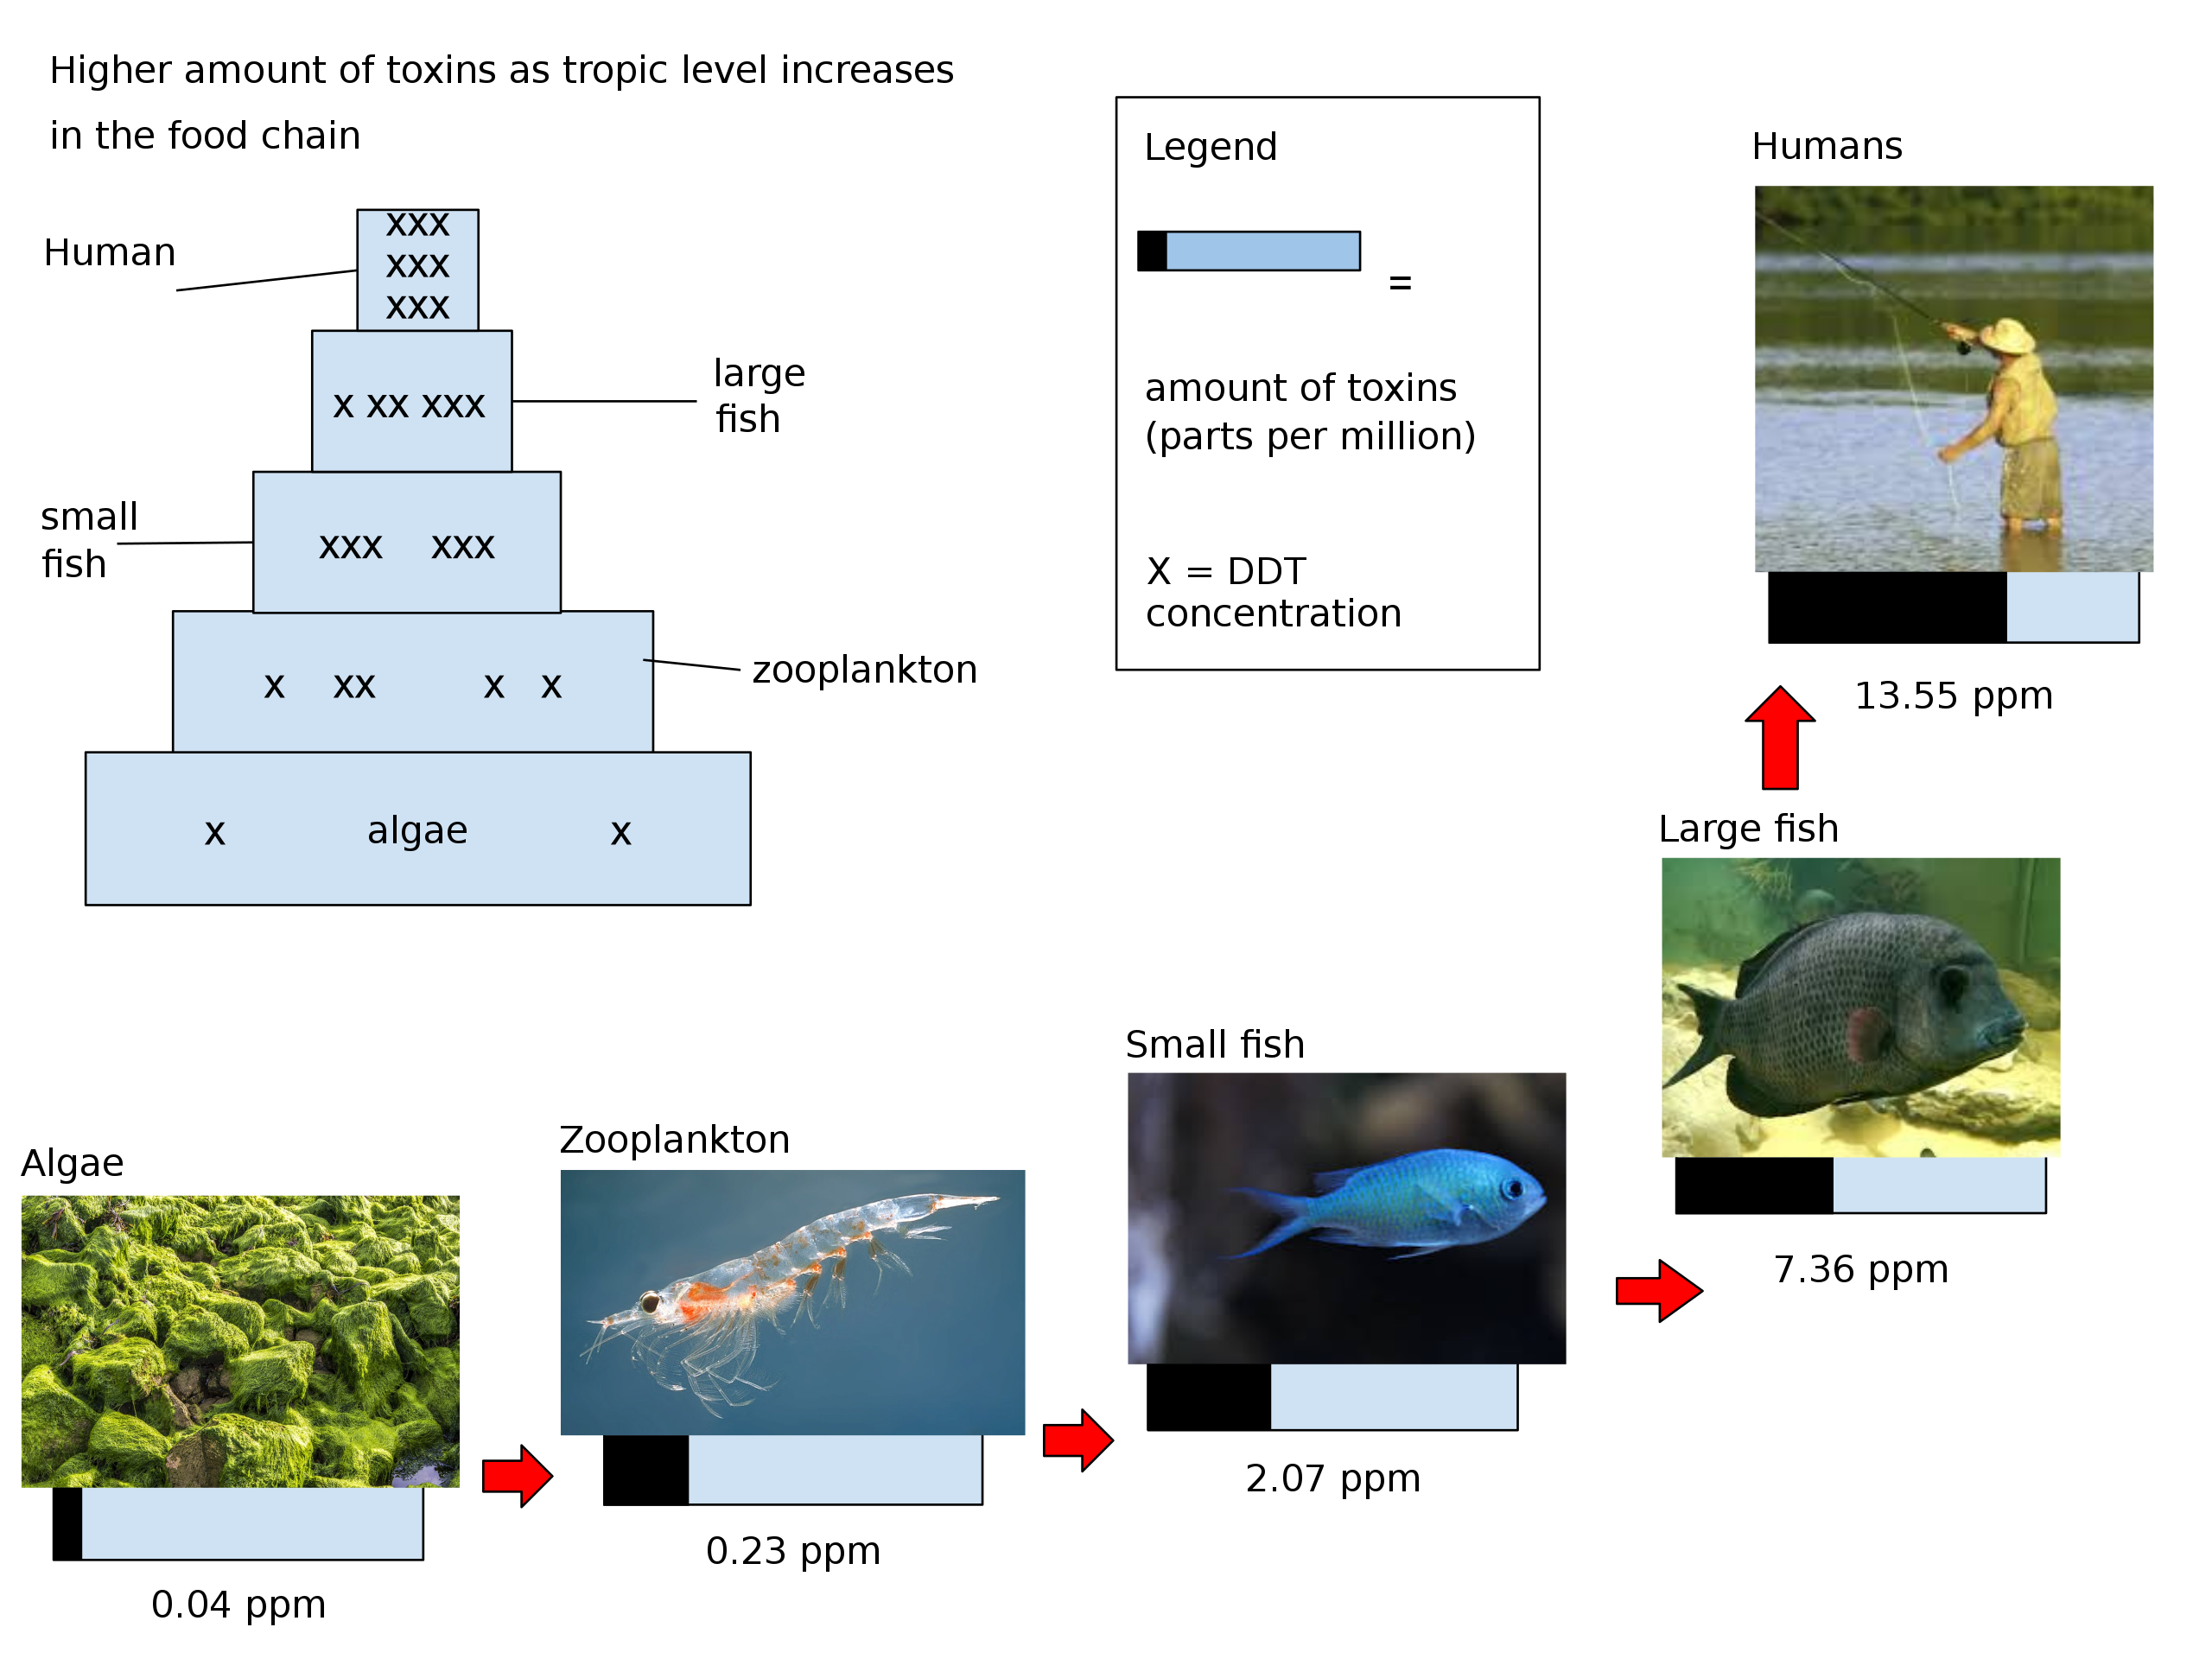 Higher amount of toxins as tropic level increases
in the food chain
Human
xxx
xxx
xxx
x xx xxx
large
fish
small
fish
xxx xxx
x xx x x
zooplankton
x algae x
Legend
=
amount of toxins
(parts per million)
X = DDT
concentration
Humans
13.55 ppm
Large fish
7.36 ppm
Small fish
2.07 ppm
Zooplankton
0.23 ppm
Algae
0.04 ppm